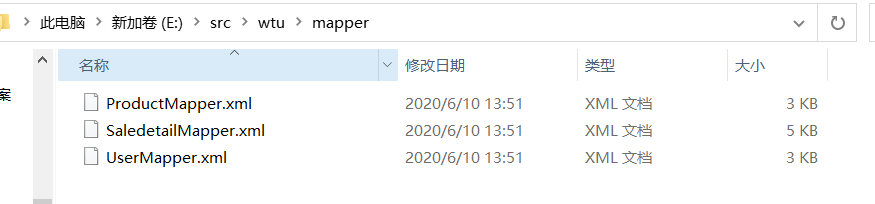 此电脑 › 新加卷 (E:) › src › wtu › mapper
名称 修改日期 类型 大小
案
ProductMapper.xml 2020/6/10 13:51 XML 文档 3 KB
SaledetailMapper.xml 2020/6/10 13:51 XML 文档 5 KB
UserMapper.xml 2020/6/10 13:51 XML 文档 3 KB